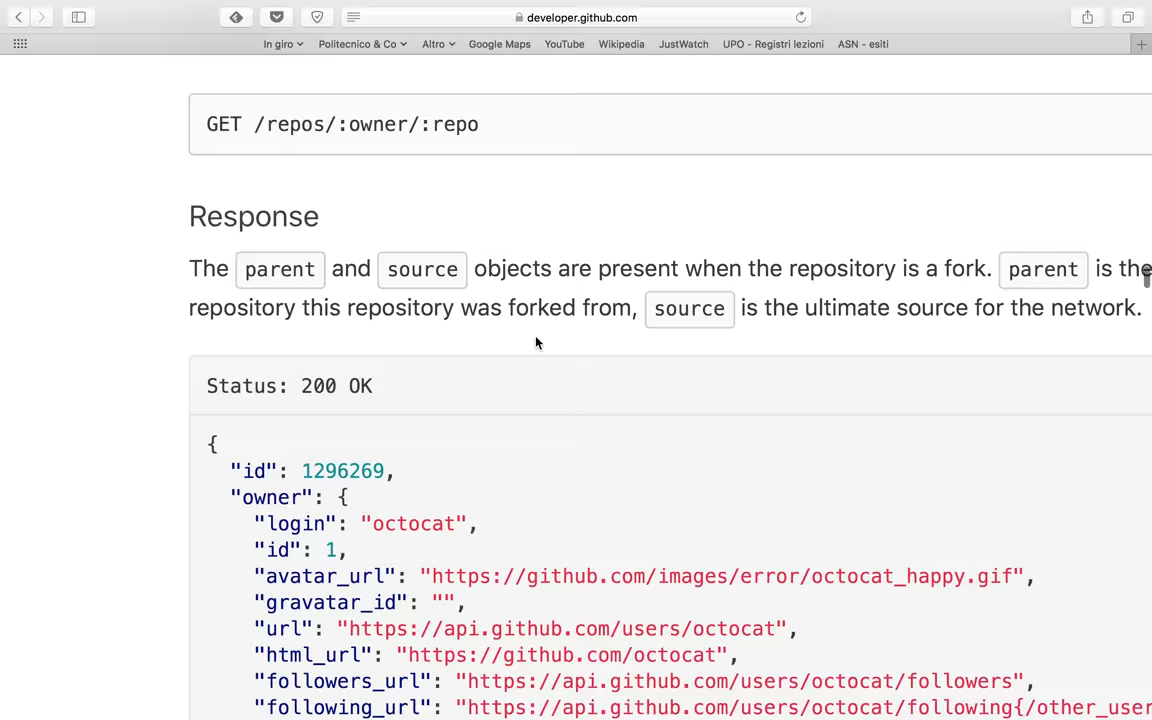 developer.github.com
In giro Politecnico & Co Altro Google Maps YouTube Wikipedia JustWatch UPO - Registri lezioni ASN - esiti
GET /repos/:owner/:repo
Response
The parent and source objects are present when the repository is a fork. parent is the
repository this repository was forked from, source is the ultimate source for the network.
Status: 200 OK
{
"id": 1296269,
"owner": {
"login": "octocat",
"id": 1,
"avatar_url": "https://github.com/images/error/octocat_happy.gif",
"gravatar_id": "",
"url": "https://api.github.com/users/octocat",
"html_url": "https://github.com/octocat",
"followers_url": "https://api.github.com/users/octocat/followers",
"following_url": "https://api.github.com/users/octocat/following{/other_user